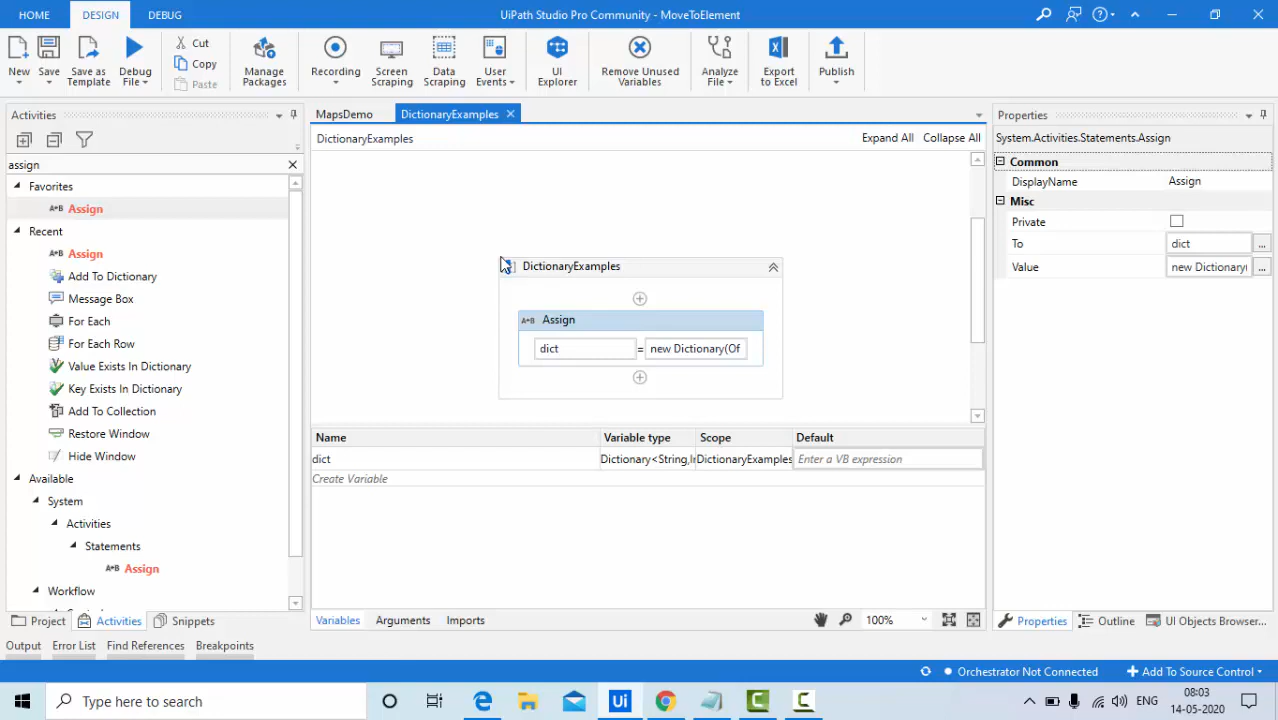 HOME DESIGN DEBUG UiPath Studio Pro Community - MoveToElement
New Save Save as Template Debug File Cut Copy Paste Manage Packages Recording Screen Scraping Data Scraping User Events UI Explorer Remove Unused Variables Analyze File Export to Excel Publish
Activities
assign
Favorites
A+B Assign
Recent
A+B Assign
Add To Dictionary
Message Box
For Each
For Each Row
Value Exists In Dictionary
Key Exists In Dictionary
Add To Collection
Restore Window
Hide Window
Available
System
Activities
Statements
A+B Assign
Workflow
Project Activities Snippets
MapsDemo DictionaryExamples
DictionaryExamples Expand All Collapse All
DictionaryExamples
A+B Assign
dict = new Dictionary(Of
Name Variable type Scope Default
dict Dictionary<String,In DictionaryExamples Enter a VB expression
Create Variable
Variables Arguments Imports 100%
Properties
System.Activities.Statements.Assign
Common
DisplayName Assign
Misc
Private
To dict ...
Value new Dictionary( ...
Properties Outline UI Objects Browser...
Output Error List Find References Breakpoints
Orchestrator Not Connected Add To Source Control
Type here to search Ui ENG 08:03
14-05-2020